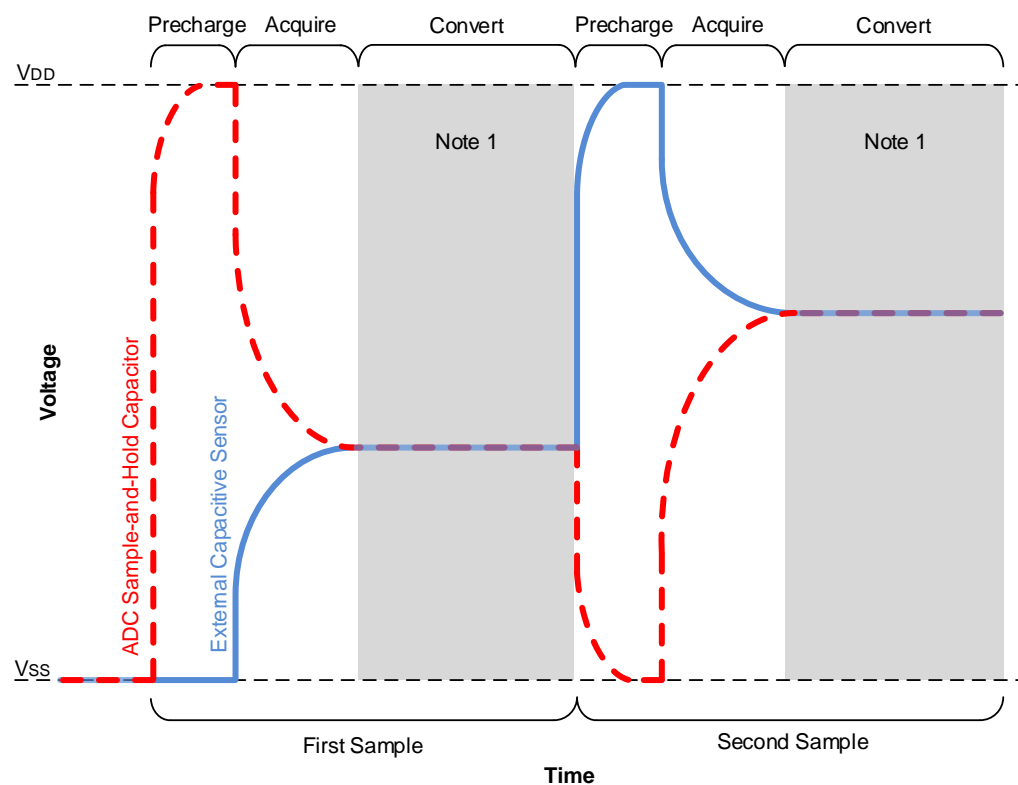 Precharge Acquire Convert Precharge Acquire Convert
VDD
Note 1 Note 1
Voltage
ADC Sample-and-Hold Capacitor
External Capacitive Sensor
VSS
First Sample Second Sample
Time